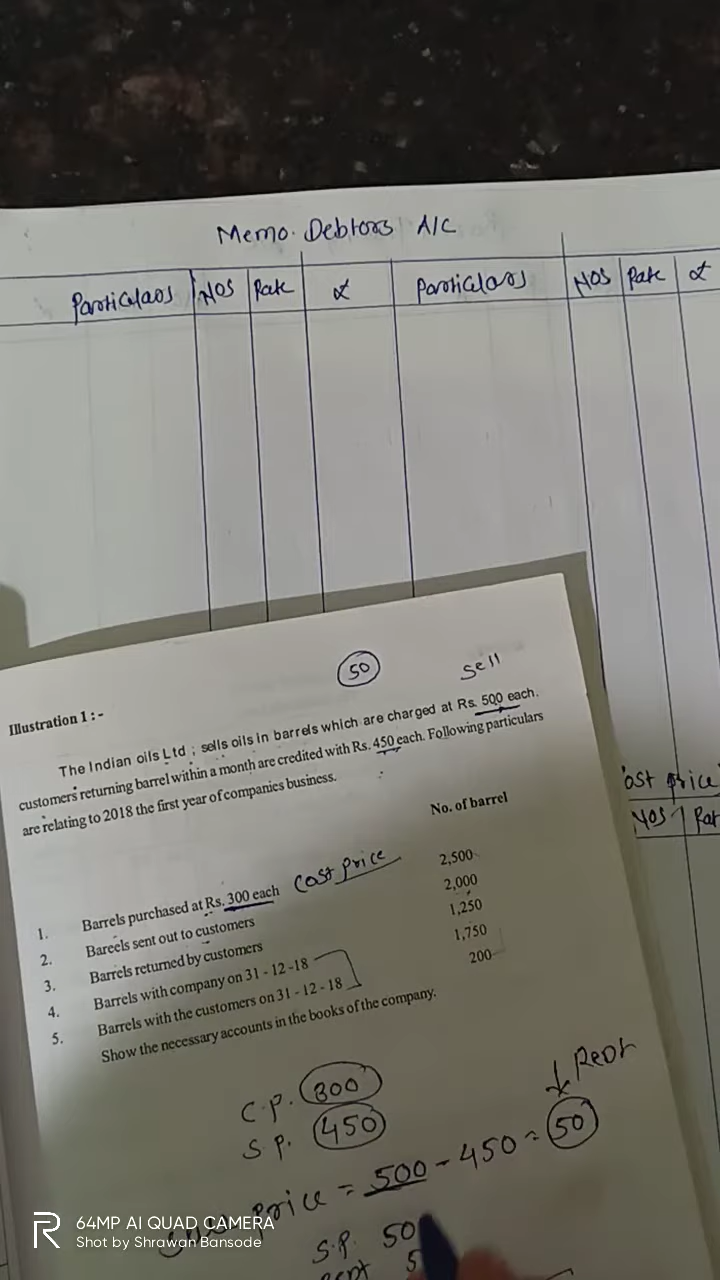 Memo. Debtors A/C
Particulars Nos Rate ₹ Particulars Nos Rate ₹
50 sell
Illustration 1 :-
The Indian oils Ltd ; sells oils in barrels which are charged at Rs. 500 each.
customers returning barrel within a month are credited with Rs. 450 each. Following particulars
are relating to 2018 the first year of companies business.
ost price
Nos Rat
No. of barrel
1. Barrels purchased at Rs. 300 each Cost price 2,500
2. Bareels sent out to customers 2,000
3. Barrels returned by customers 1,250
4. Barrels with company on 31 - 12 -18 1,750
5. Barrels with the customers on 31 - 12 - 18 200
Show the necessary accounts in the books of the company.
C.P. 300
S P. 450
Rent
Price = 500 - 450 = 50
S.P. 50
64MP AI QUAD CAMERA
Shot by Shrawan Bansode